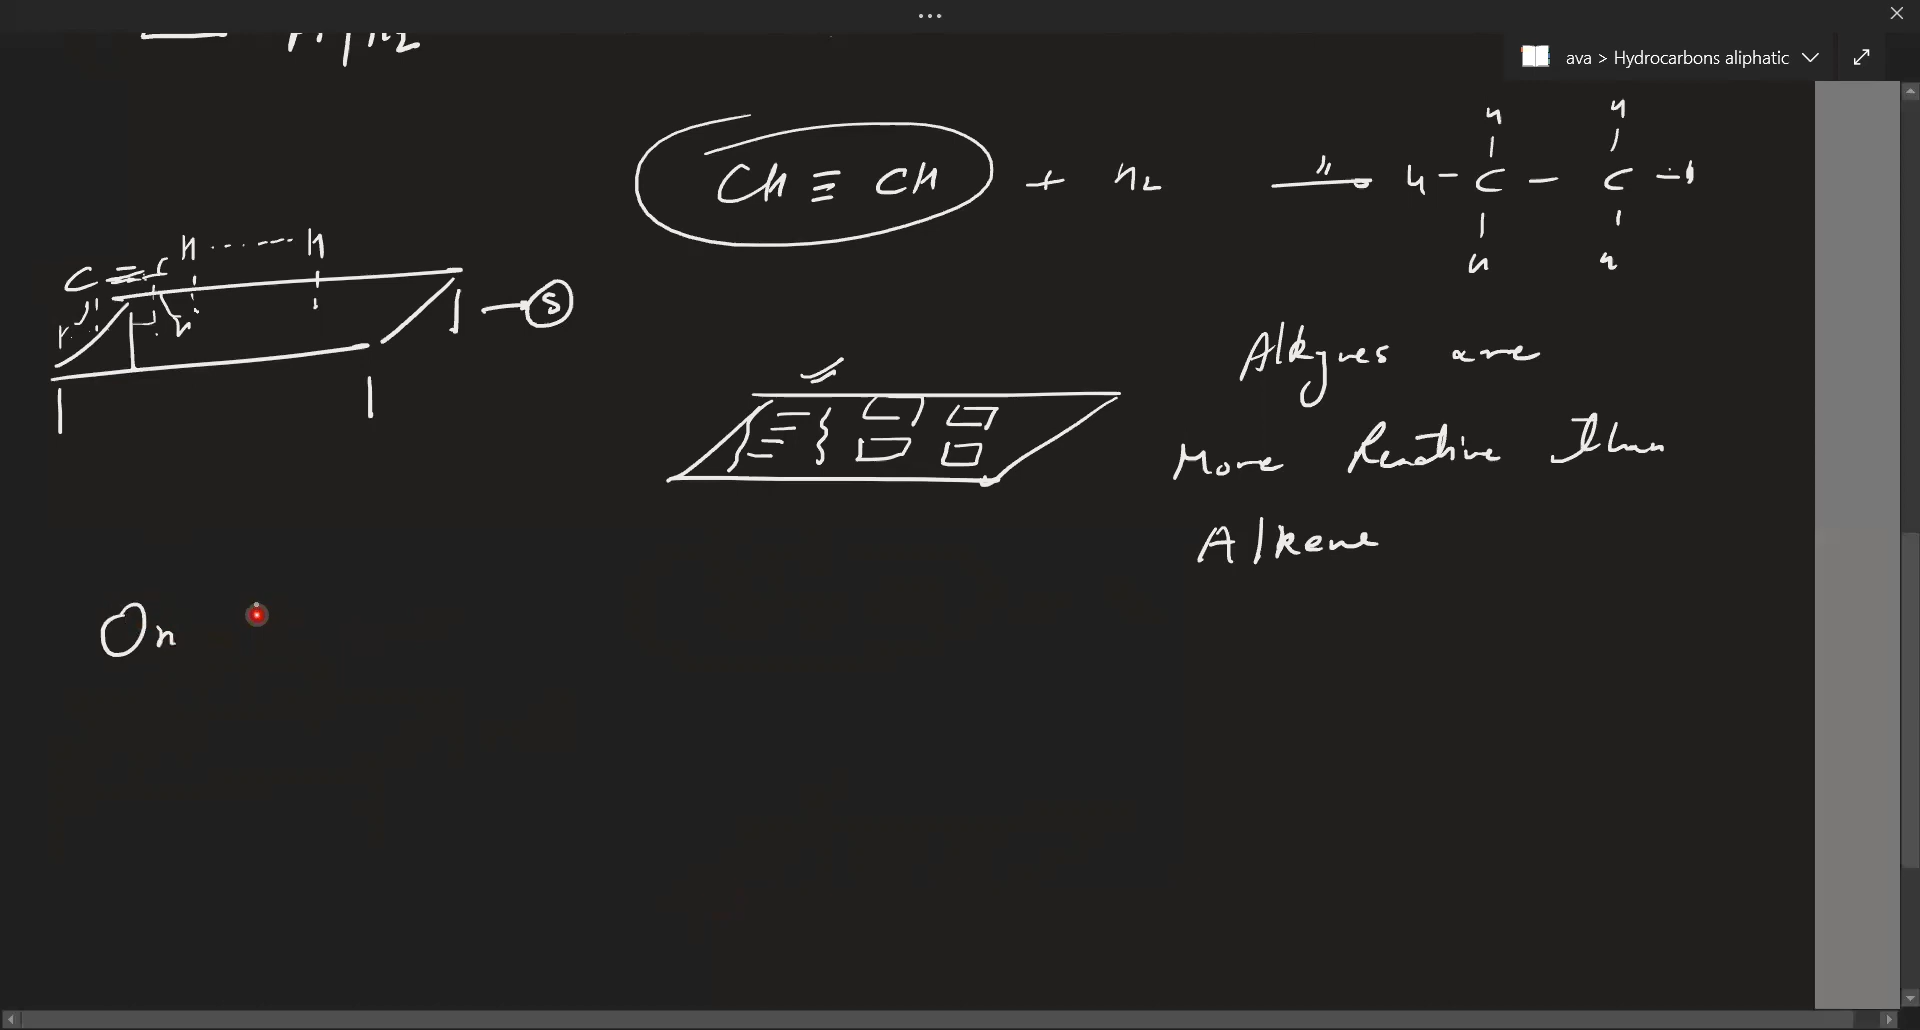 ava > Hydrocarbons aliphatic
CH ≡ CH + H₂ → H - C - C - H
H H
H H
C ≡ C H ...... H
H
S
Alkynes are
More Reactive Than
Alkene
On